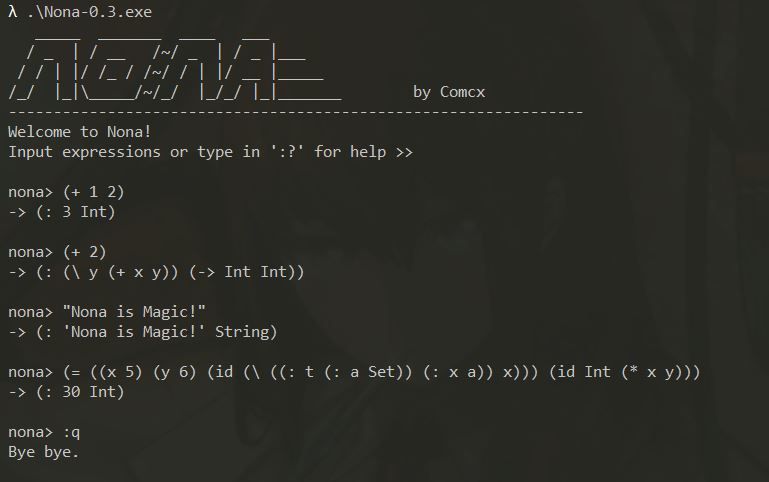 λ .\Nona-0.3.exe
by Comcx
---------------------------------------------------------------
Welcome to Nona!
Input expressions or type in ':?' for help >>
nona> (+ 1 2)
-> (: 3 Int)
nona> (+ 2)
-> (: (\ y (+ x y)) (-> Int Int))
nona> "Nona is Magic!"
-> (: 'Nona is Magic!' String)
nona> (= ((x 5) (y 6) (id (\ ((: t (: a Set)) (: x a)) x))) (id Int (* x y)))
-> (: 30 Int)
nona> :q
Bye bye.